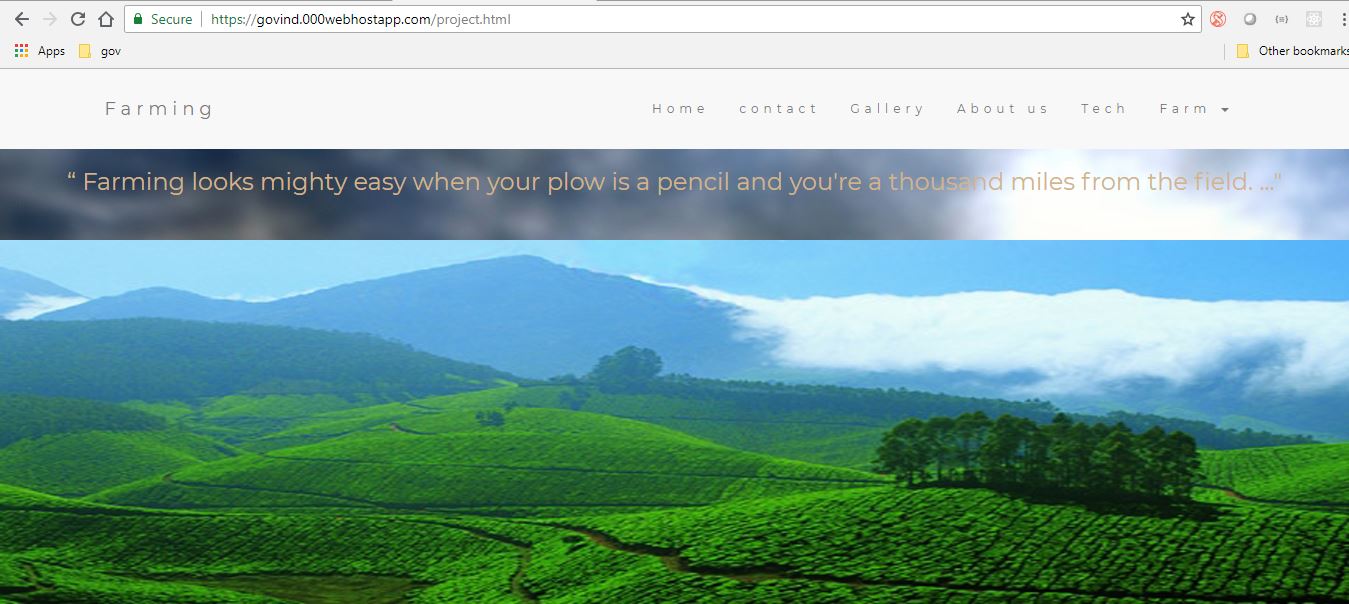 Secure https://govind.000webhostapp.com/project.html
Apps gov Other bookmarks
Farming Home contact Gallery About us Tech Farm
“ Farming looks mighty easy when your plow is a pencil and you're a thousand miles from the field. ..."